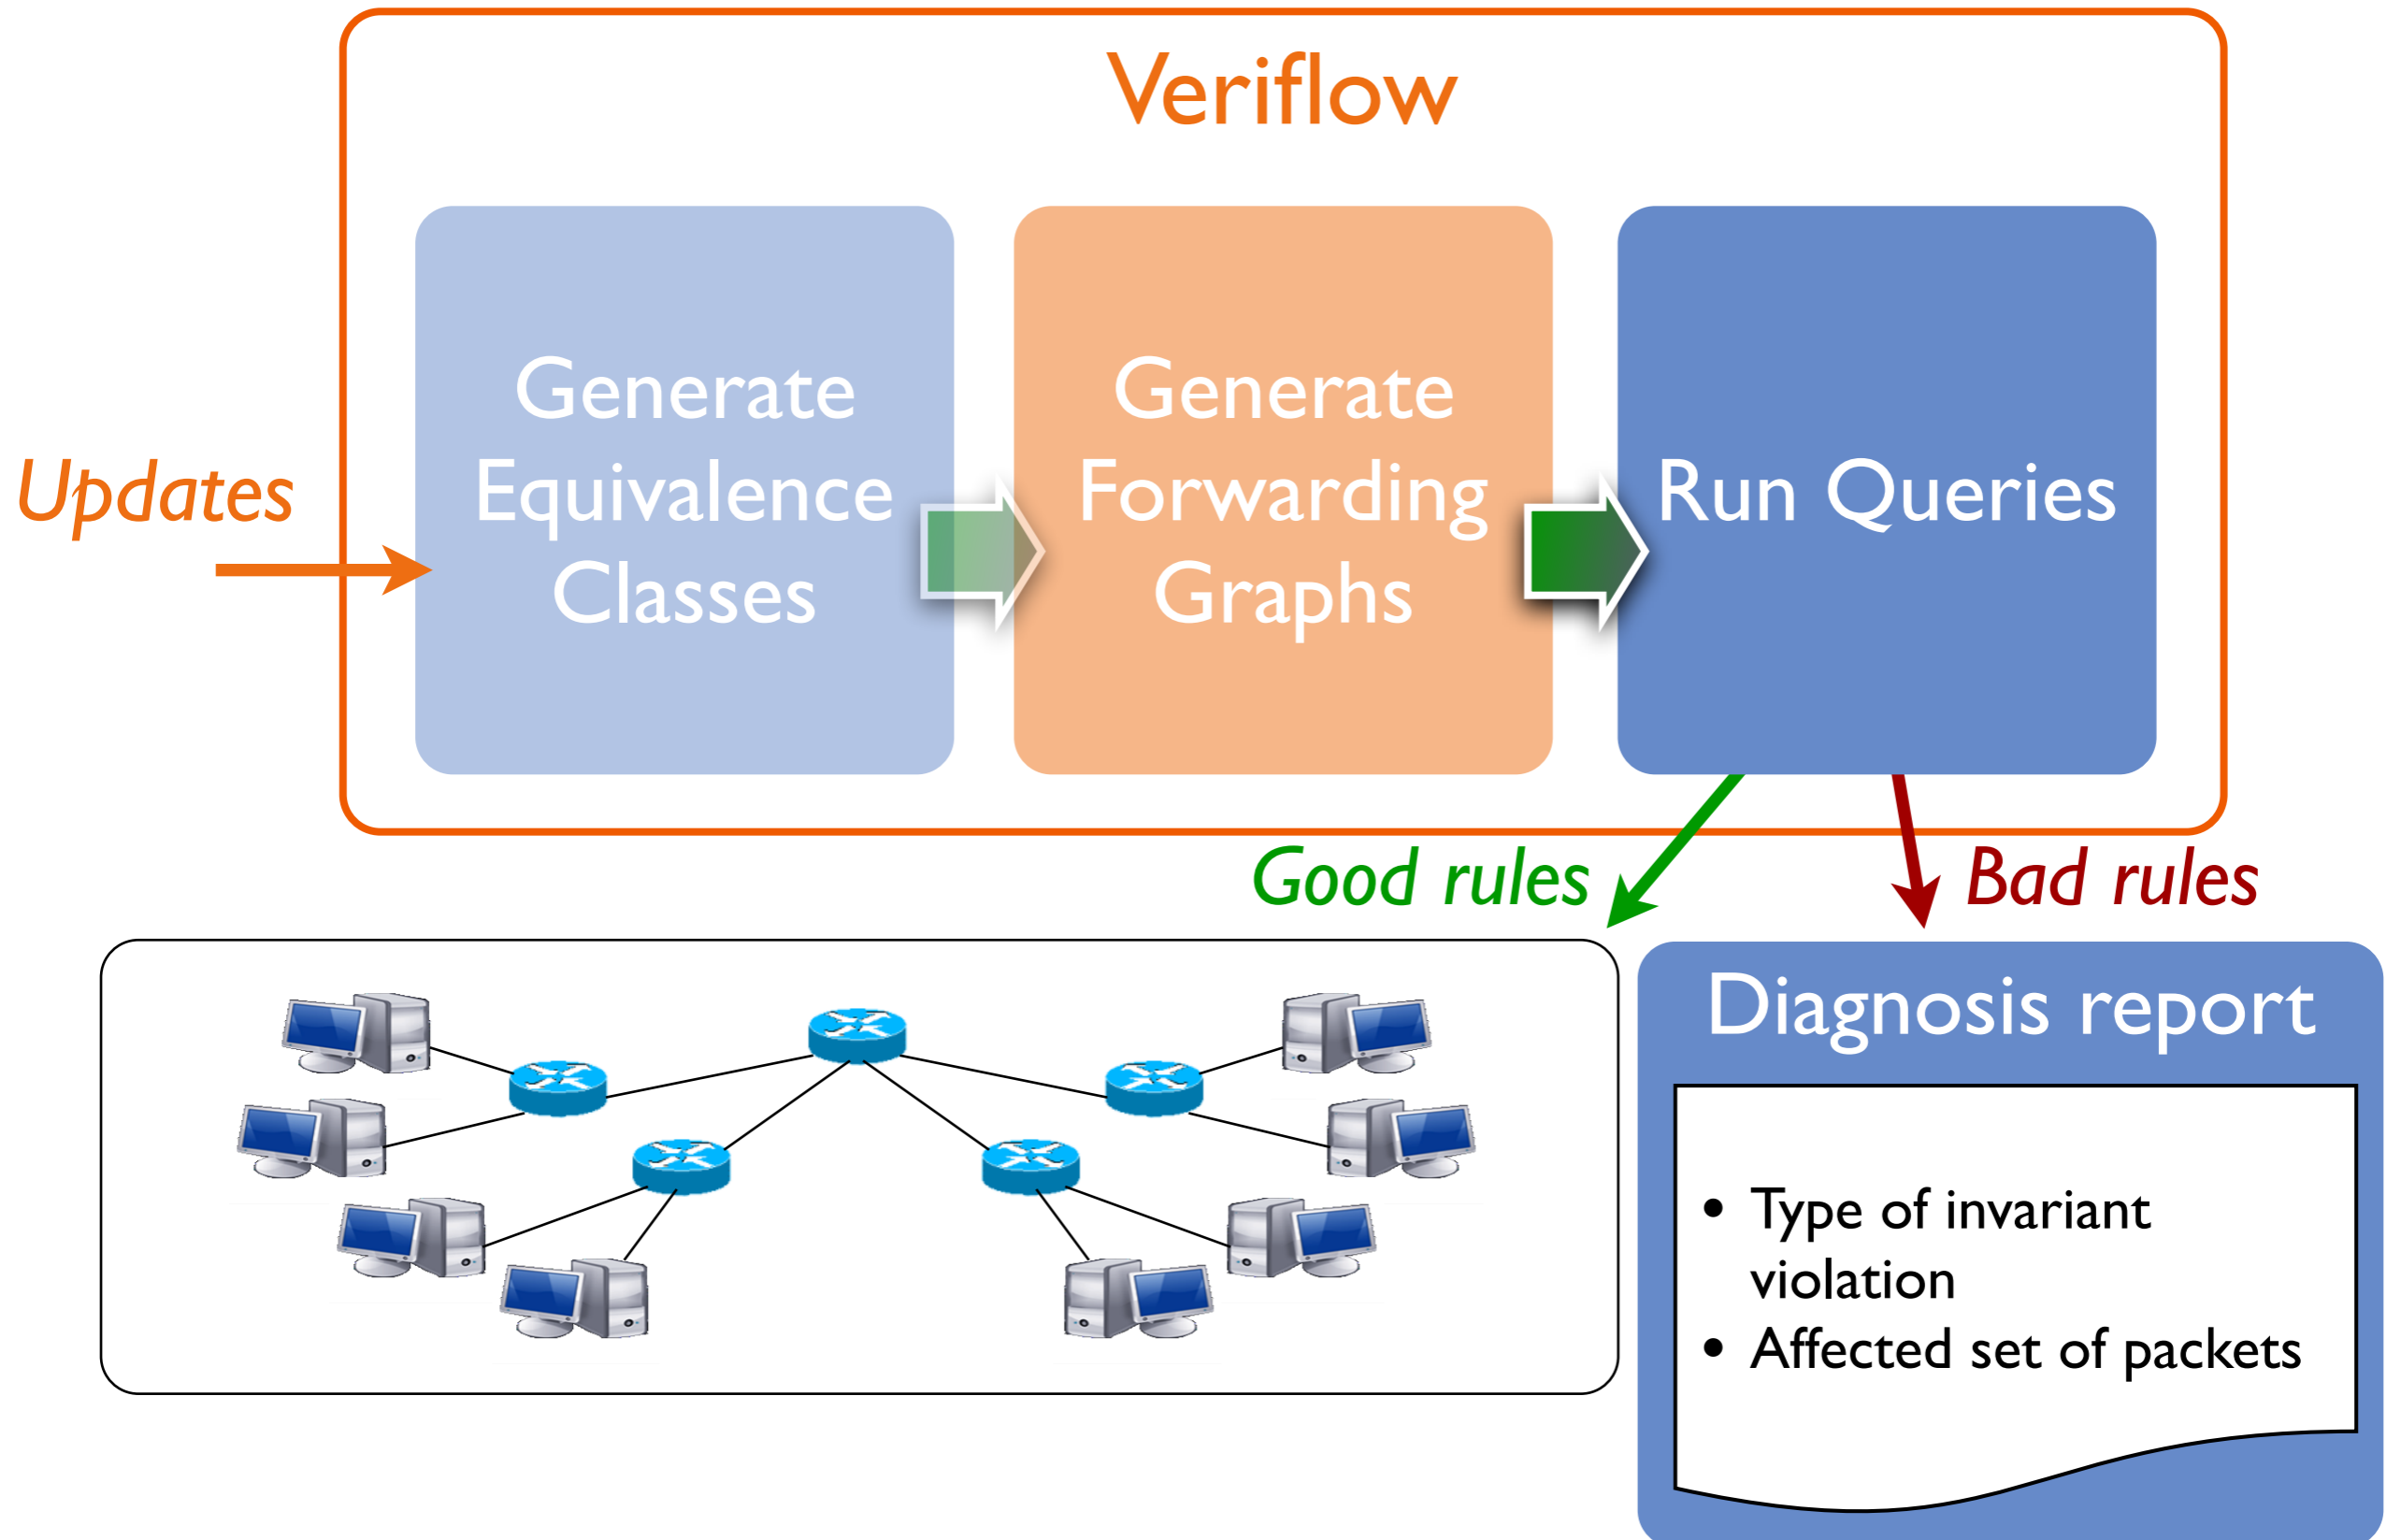 Veriflow
Updates
Generate
Equivalence
Classes
Generate
Forwarding
Graphs
Run Queries
Good rules
Bad rules
Diagnosis report
• Type of invariant
violation
• Affected set of packets